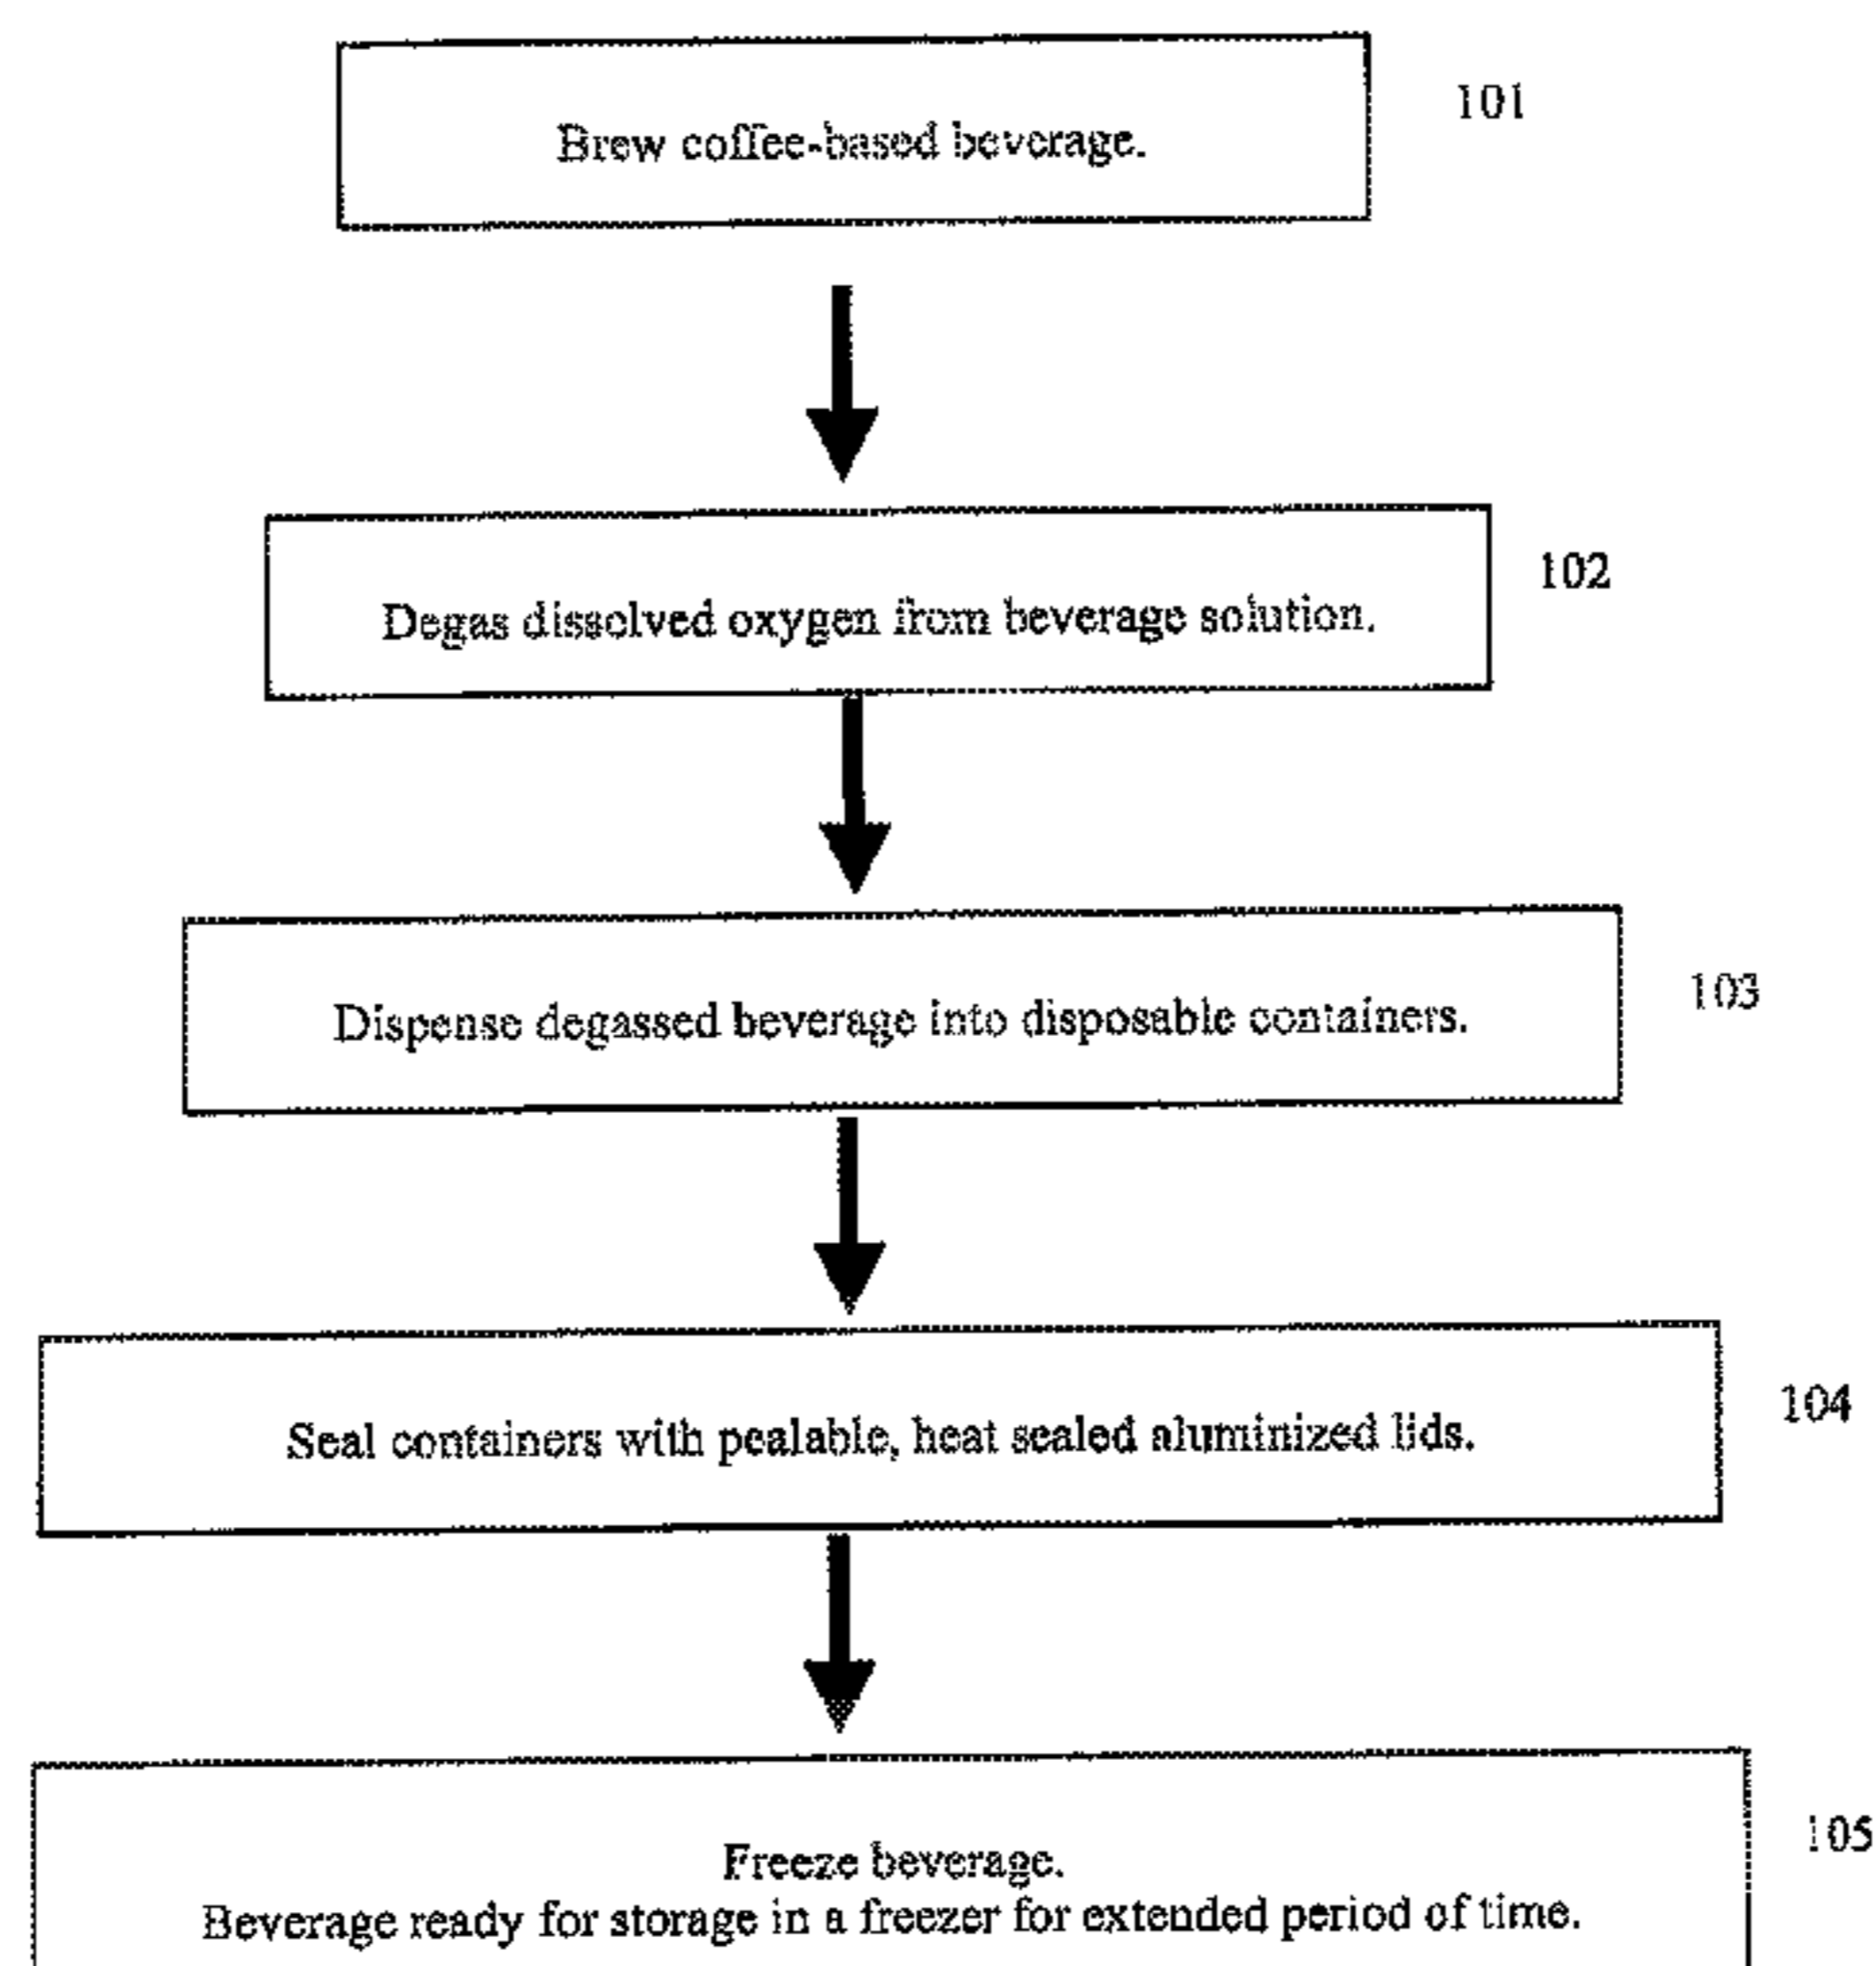 Brew coffee-based beverage.
101
Degas dissolved oxygen from beverage solution.
102
Dispense degassed beverage into disposable containers.
103
Seal containers with pealable, heat sealed aluminized lids.
104
Freeze beverage.
105
Beverage ready for storage in a freezer for extended period of time.